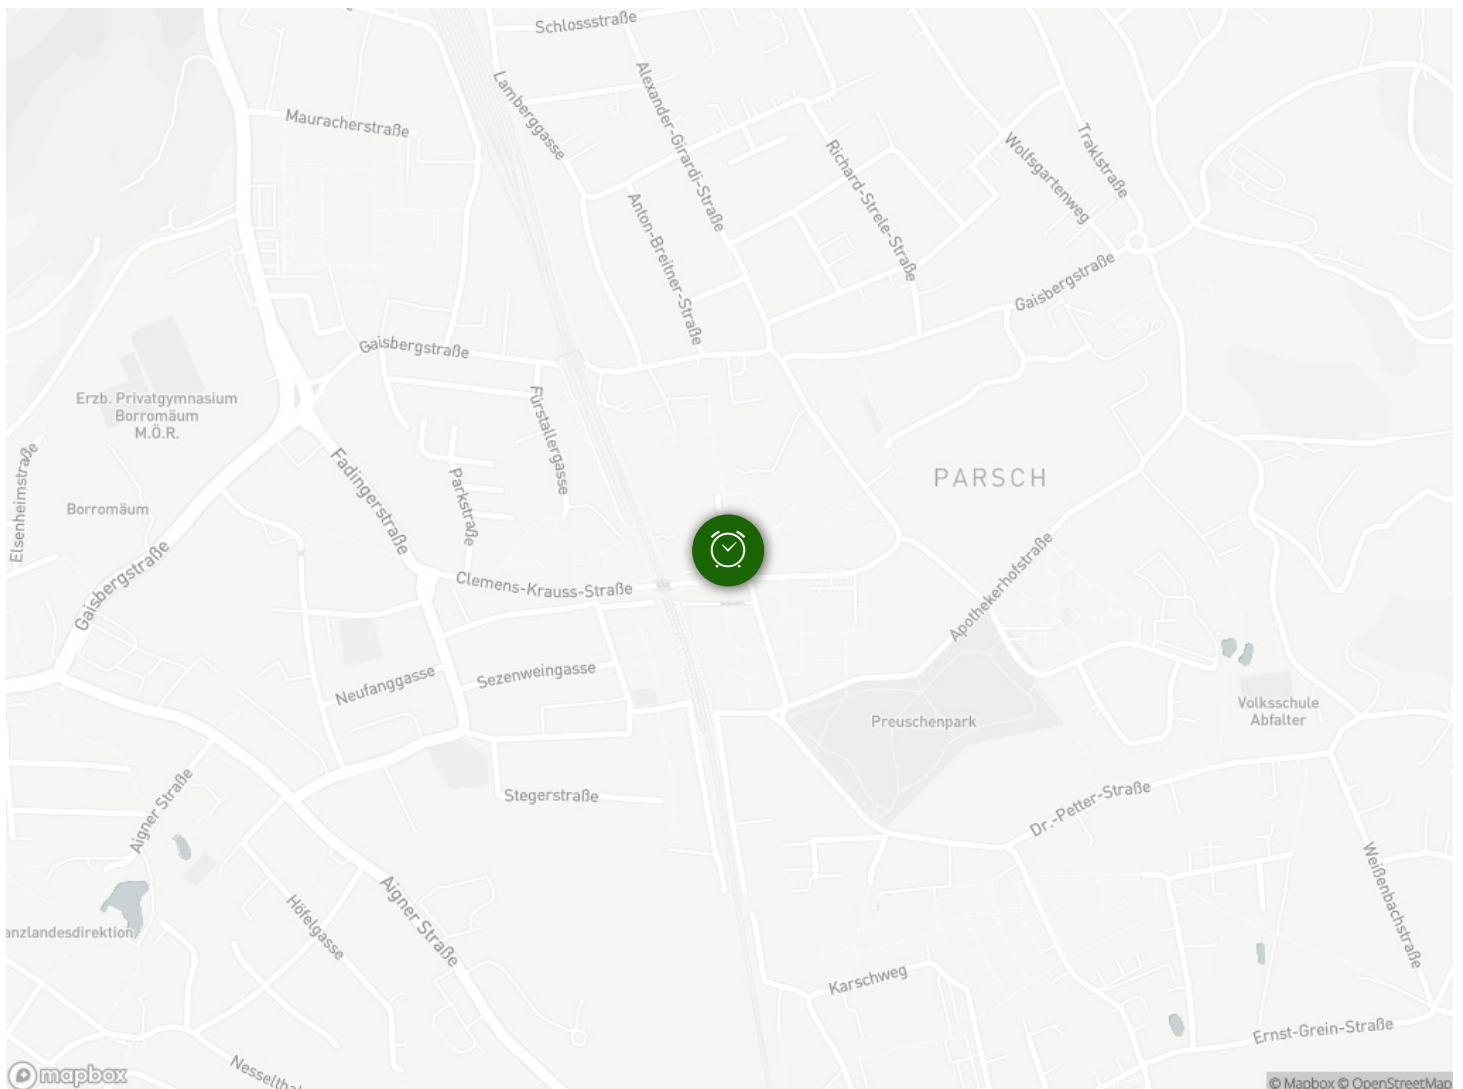 Schlossstraße
Lamberggasse
Alexander-Girardi-Straße
Mauracherstraße
Richard-Strele-Straße
Wolfsgartenweg
Traklstraße
Anton-Breitner-Straße
Gaisbergstraße
Gaisbergstraße
Erzb. Privatgymnasium
Borromäum
M.Ö.R.
Fürstallergasse
Elsenheimstraße
Fadingerstraße
Parkstraße
PARSCH
Borromäum
Gaisbergstraße
Clemens-Krauss-Straße
Apothekerhofstraße
Neufanggasse
Sezenweingasse
Preuschenpark
Volksschule
Abfalter
Aigner Straße
Stegerstraße
Dr.-Petter-Straße
Weißenbachstraße
Höfelgasse
Aigner Straße
anzlandesdirektion
Karschweg
Ernst-Grein-Straße
Nesseltha
mapbox
© Mapbox © OpenStreetMap